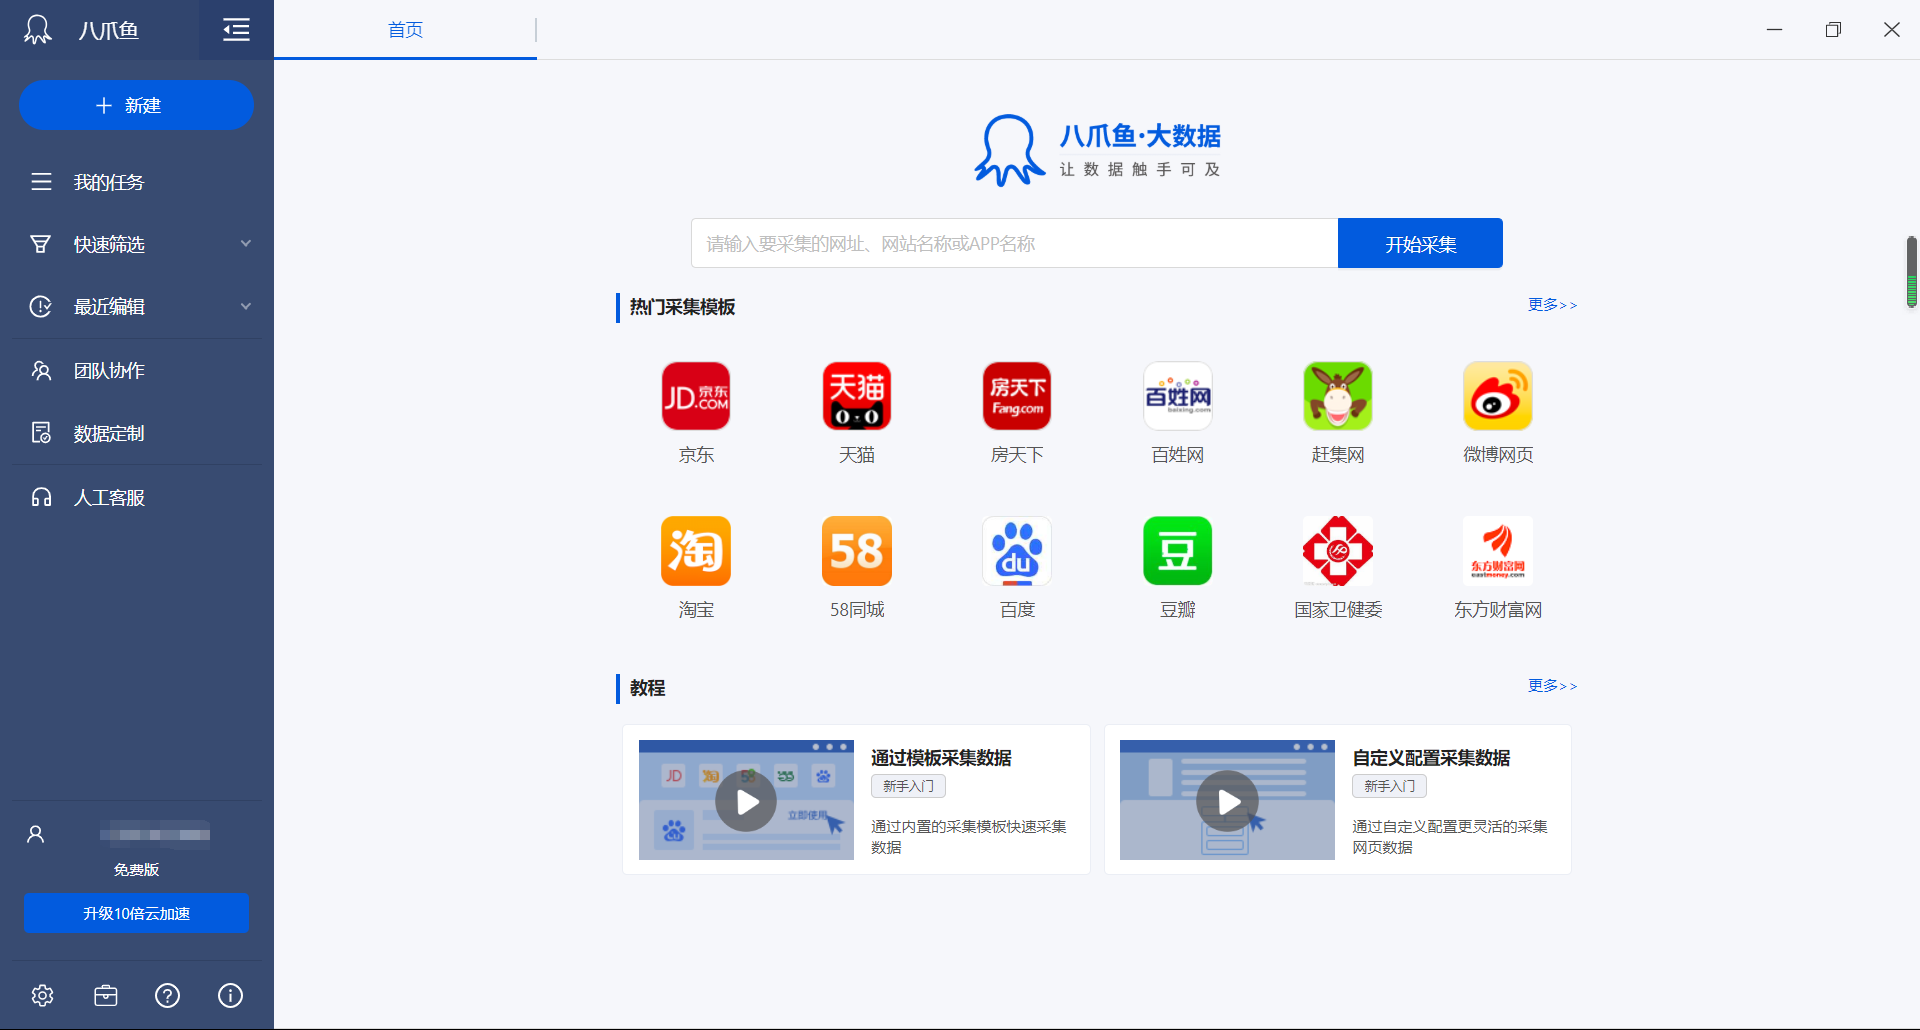 八爪鱼
首页
新建
我的任务
快速筛选
最近编辑
团队协作
数据定制
人工客服
免费版
升级10倍云加速
八爪鱼·大数据
让数据触手可及
请输入要采集的网址、网站名称或APP名称
开始采集
热门采集模板
更多>>
JD京东.COM
天猫
房天下
Fang.com
百姓网
baixing.com
京东
天猫
房天下
百姓网
赶集网
微博网页
淘
58
du
豆
东方财富网
eastmoney.com
淘宝
58同城
百度
豆瓣
国家卫健委
东方财富网
教程
更多>>
JD
淘
58
立即使用
通过模板采集数据
新手入门
通过内置的采集模板快速采集
数据
自定义配置采集数据
新手入门
通过自定义配置更灵活的采集
网页数据